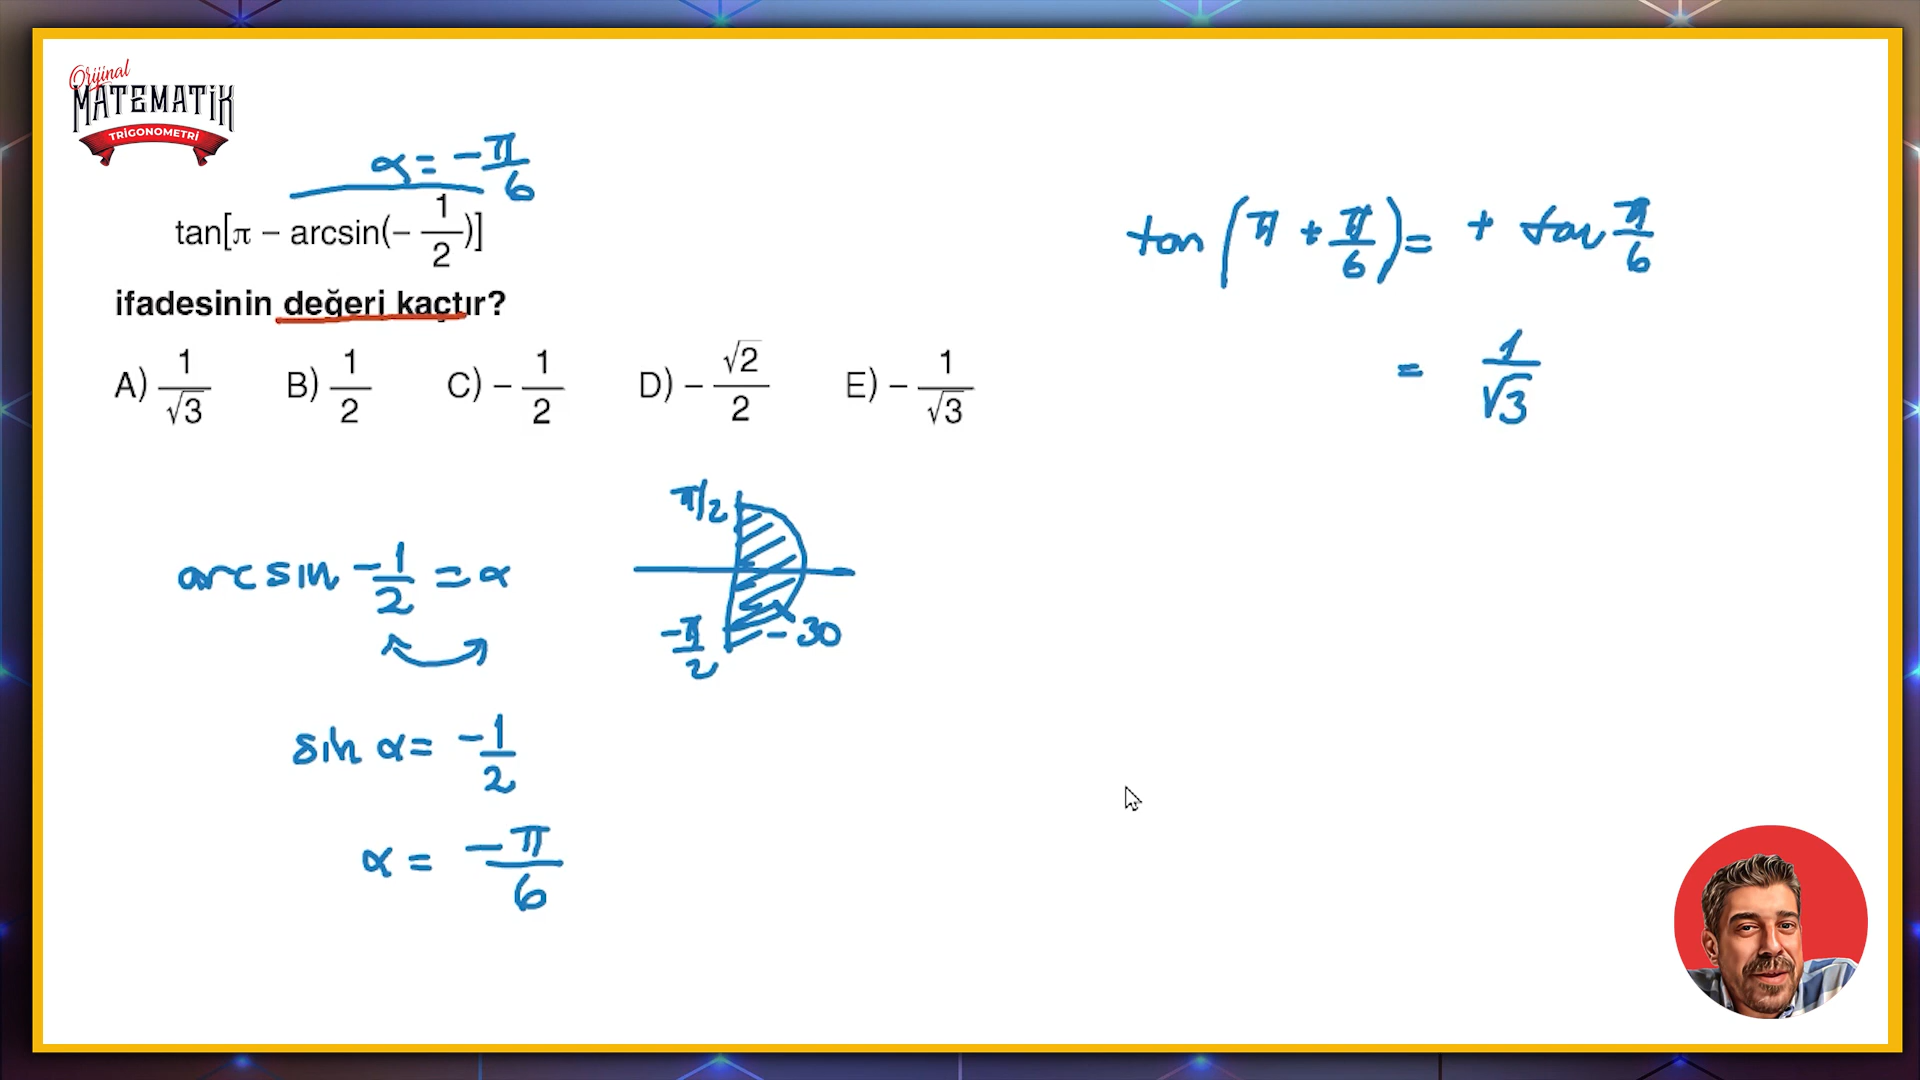 Orijinal
MATEMATİK
TRİGONOMETRİ
α = -π/6
tan[π – arcsin(– 1/2)]
ifadesinin değeri kaçtır?
A) 1/√3 B) 1/2 C) – 1/2 D) – √2/2 E) – 1/√3
arcsin -1/2 = α
sin α = -1/2
α = -π/6
π/2
-π/2
- 30
tan(π + π/6) = + tan π/6
= 1/√3